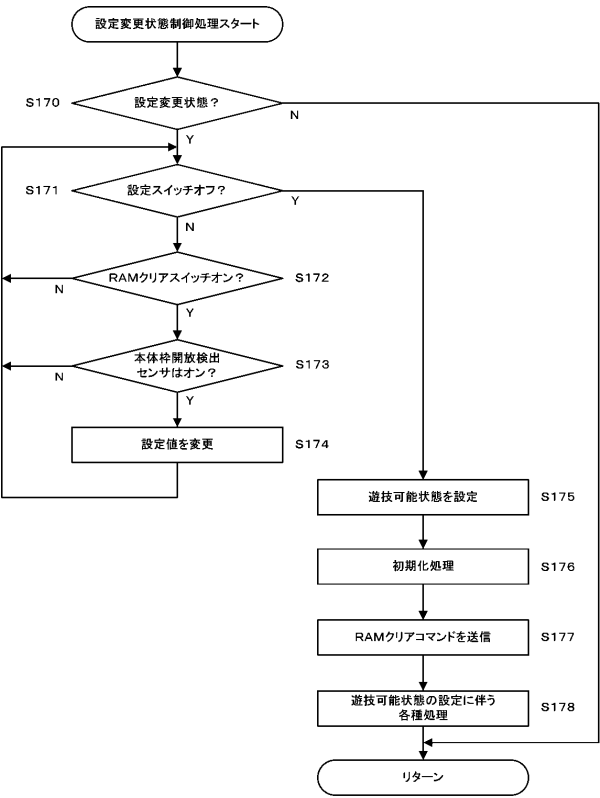 設定変更状態制御処理スタート
S170
設定変更状態？
N
Y
S171
設定スイッチオフ？
Y
N
RAMクリアスイッチオン？
S172
N
Y
本体枠開放検出
センサはオン？
S173
N
Y
設定値を変更
S174
遊技可能状態を設定
S175
初期化処理
S176
RAMクリアコマンドを送信
S177
遊技可能状態の設定に伴う
各種処理
S178
リターン